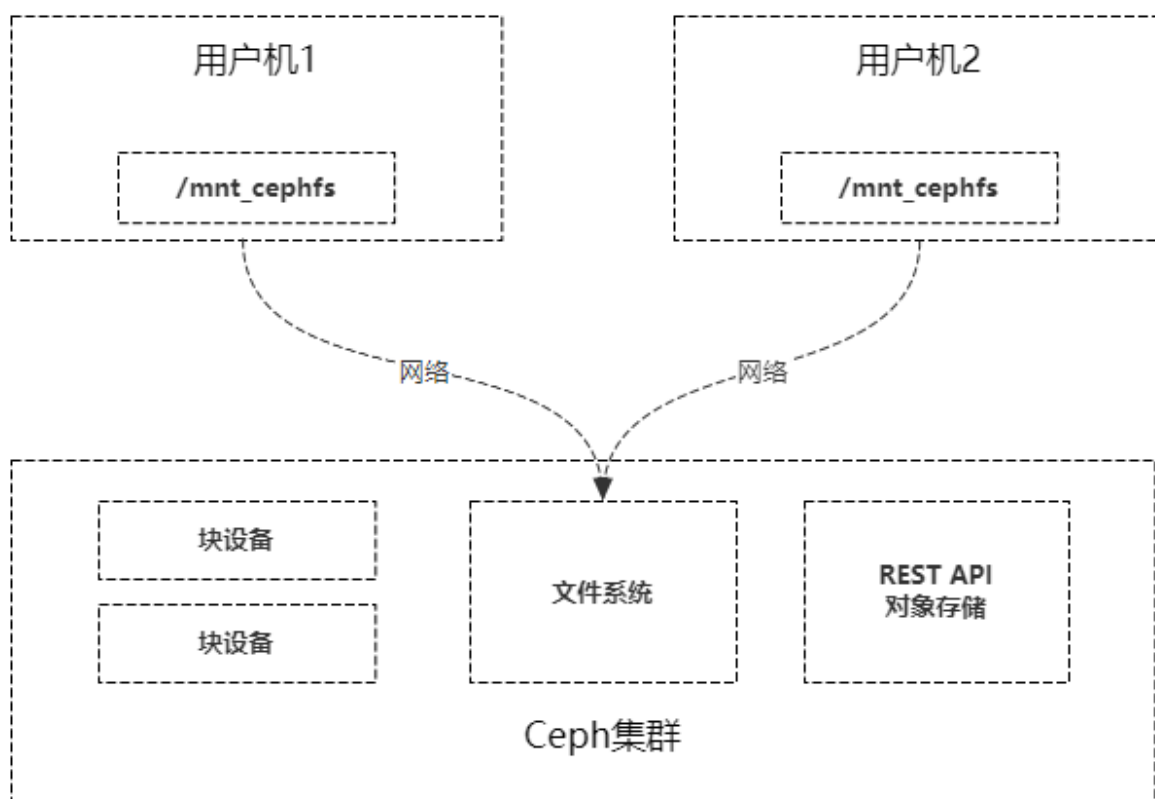 用户机1
用户机2
/mnt_cephfs
/mnt_cephfs
网络
网络
块设备
块设备
文件系统
REST API
对象存储
Ceph集群